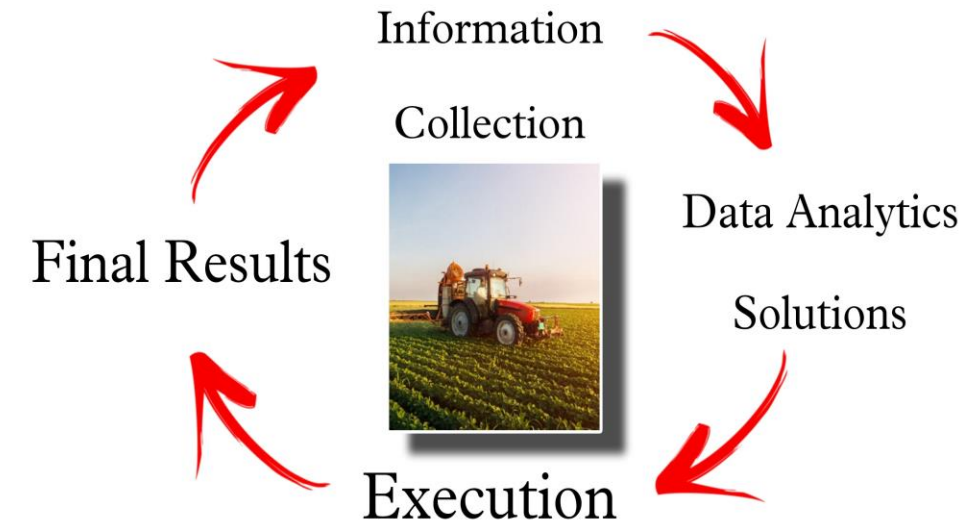 Information
Collection
Data Analytics
Solutions
Execution
Final Results